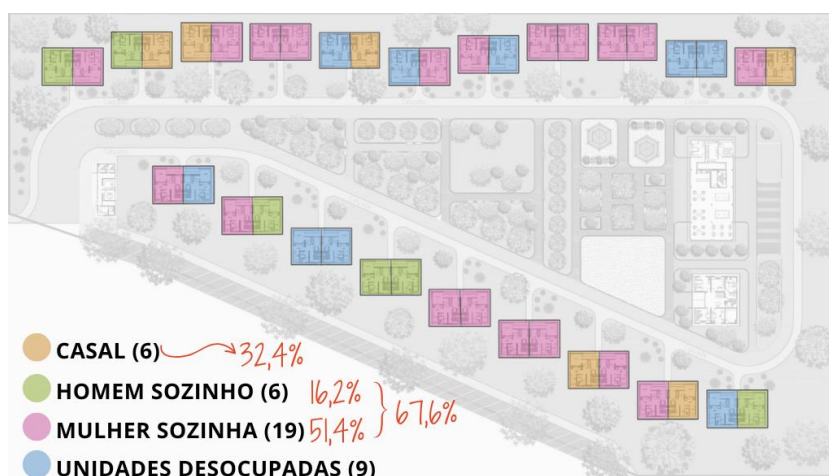 CASAL (6) 32,4%
HOMEM SOZINHO (6) 16,2%
67,6%
MULHER SOZINHA (19) 51,4%
UNIDADES DESOCUPADAS (9)